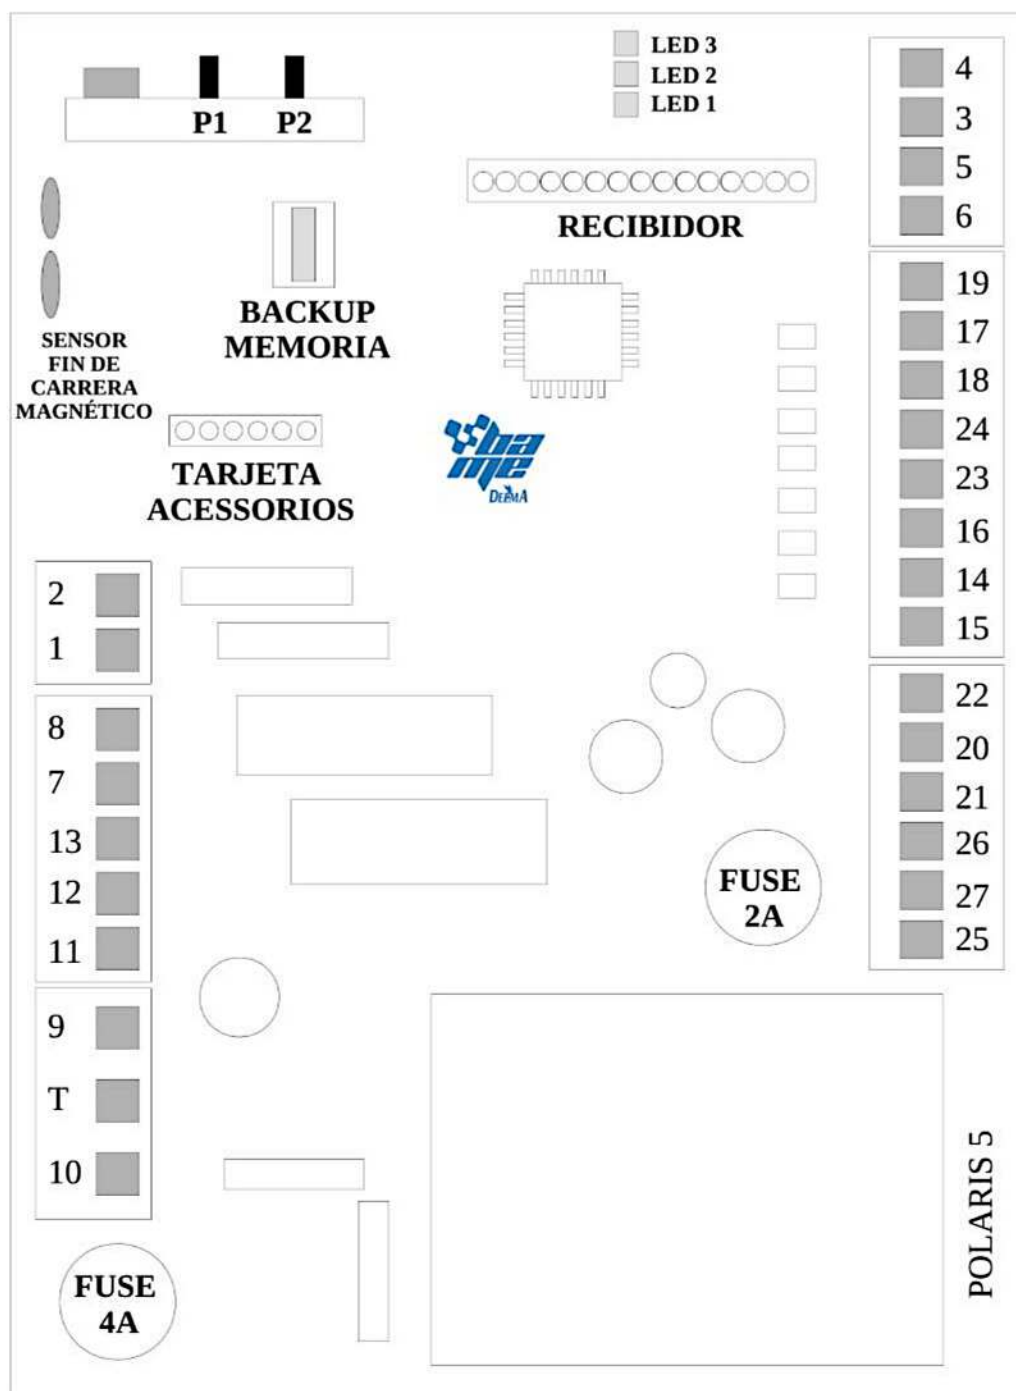 LED 3
LED 2
LED 1
P1 P2
RECIBIDOR
BACKUP
MEMORIA
SENSOR
FIN DE
CARRERA
MAGNÉTICO
TARJETA
ACESSORIOS
bame
DEEMA
4
3
5
6
19
17
18
24
23
16
14
15
22
20
21
26
27
25
2
1
8
7
13
12
11
9
T
10
FUSE
2A
FUSE
4A
POLARIS 5